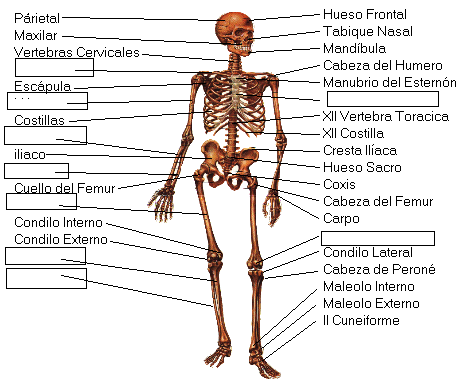 Párietal
Maxilar
Vertebras Cervicales
Escápula
Costillas
iliaco
Cuello del Femur
Condilo Interno
Condilo Externo
Hueso Frontal
Tabique Nasal
Mandíbula
Cabeza del Humero
Manubrio del Esternón
XII Vertebra Toracica
XII Costilla
Cresta Ilíaca
Hueso Sacro
Coxis
Cabeza del Femur
Carpo
Condilo Lateral
Cabeza de Peroné
Maleolo Interno
Maleolo Externo
II Cuneiforme